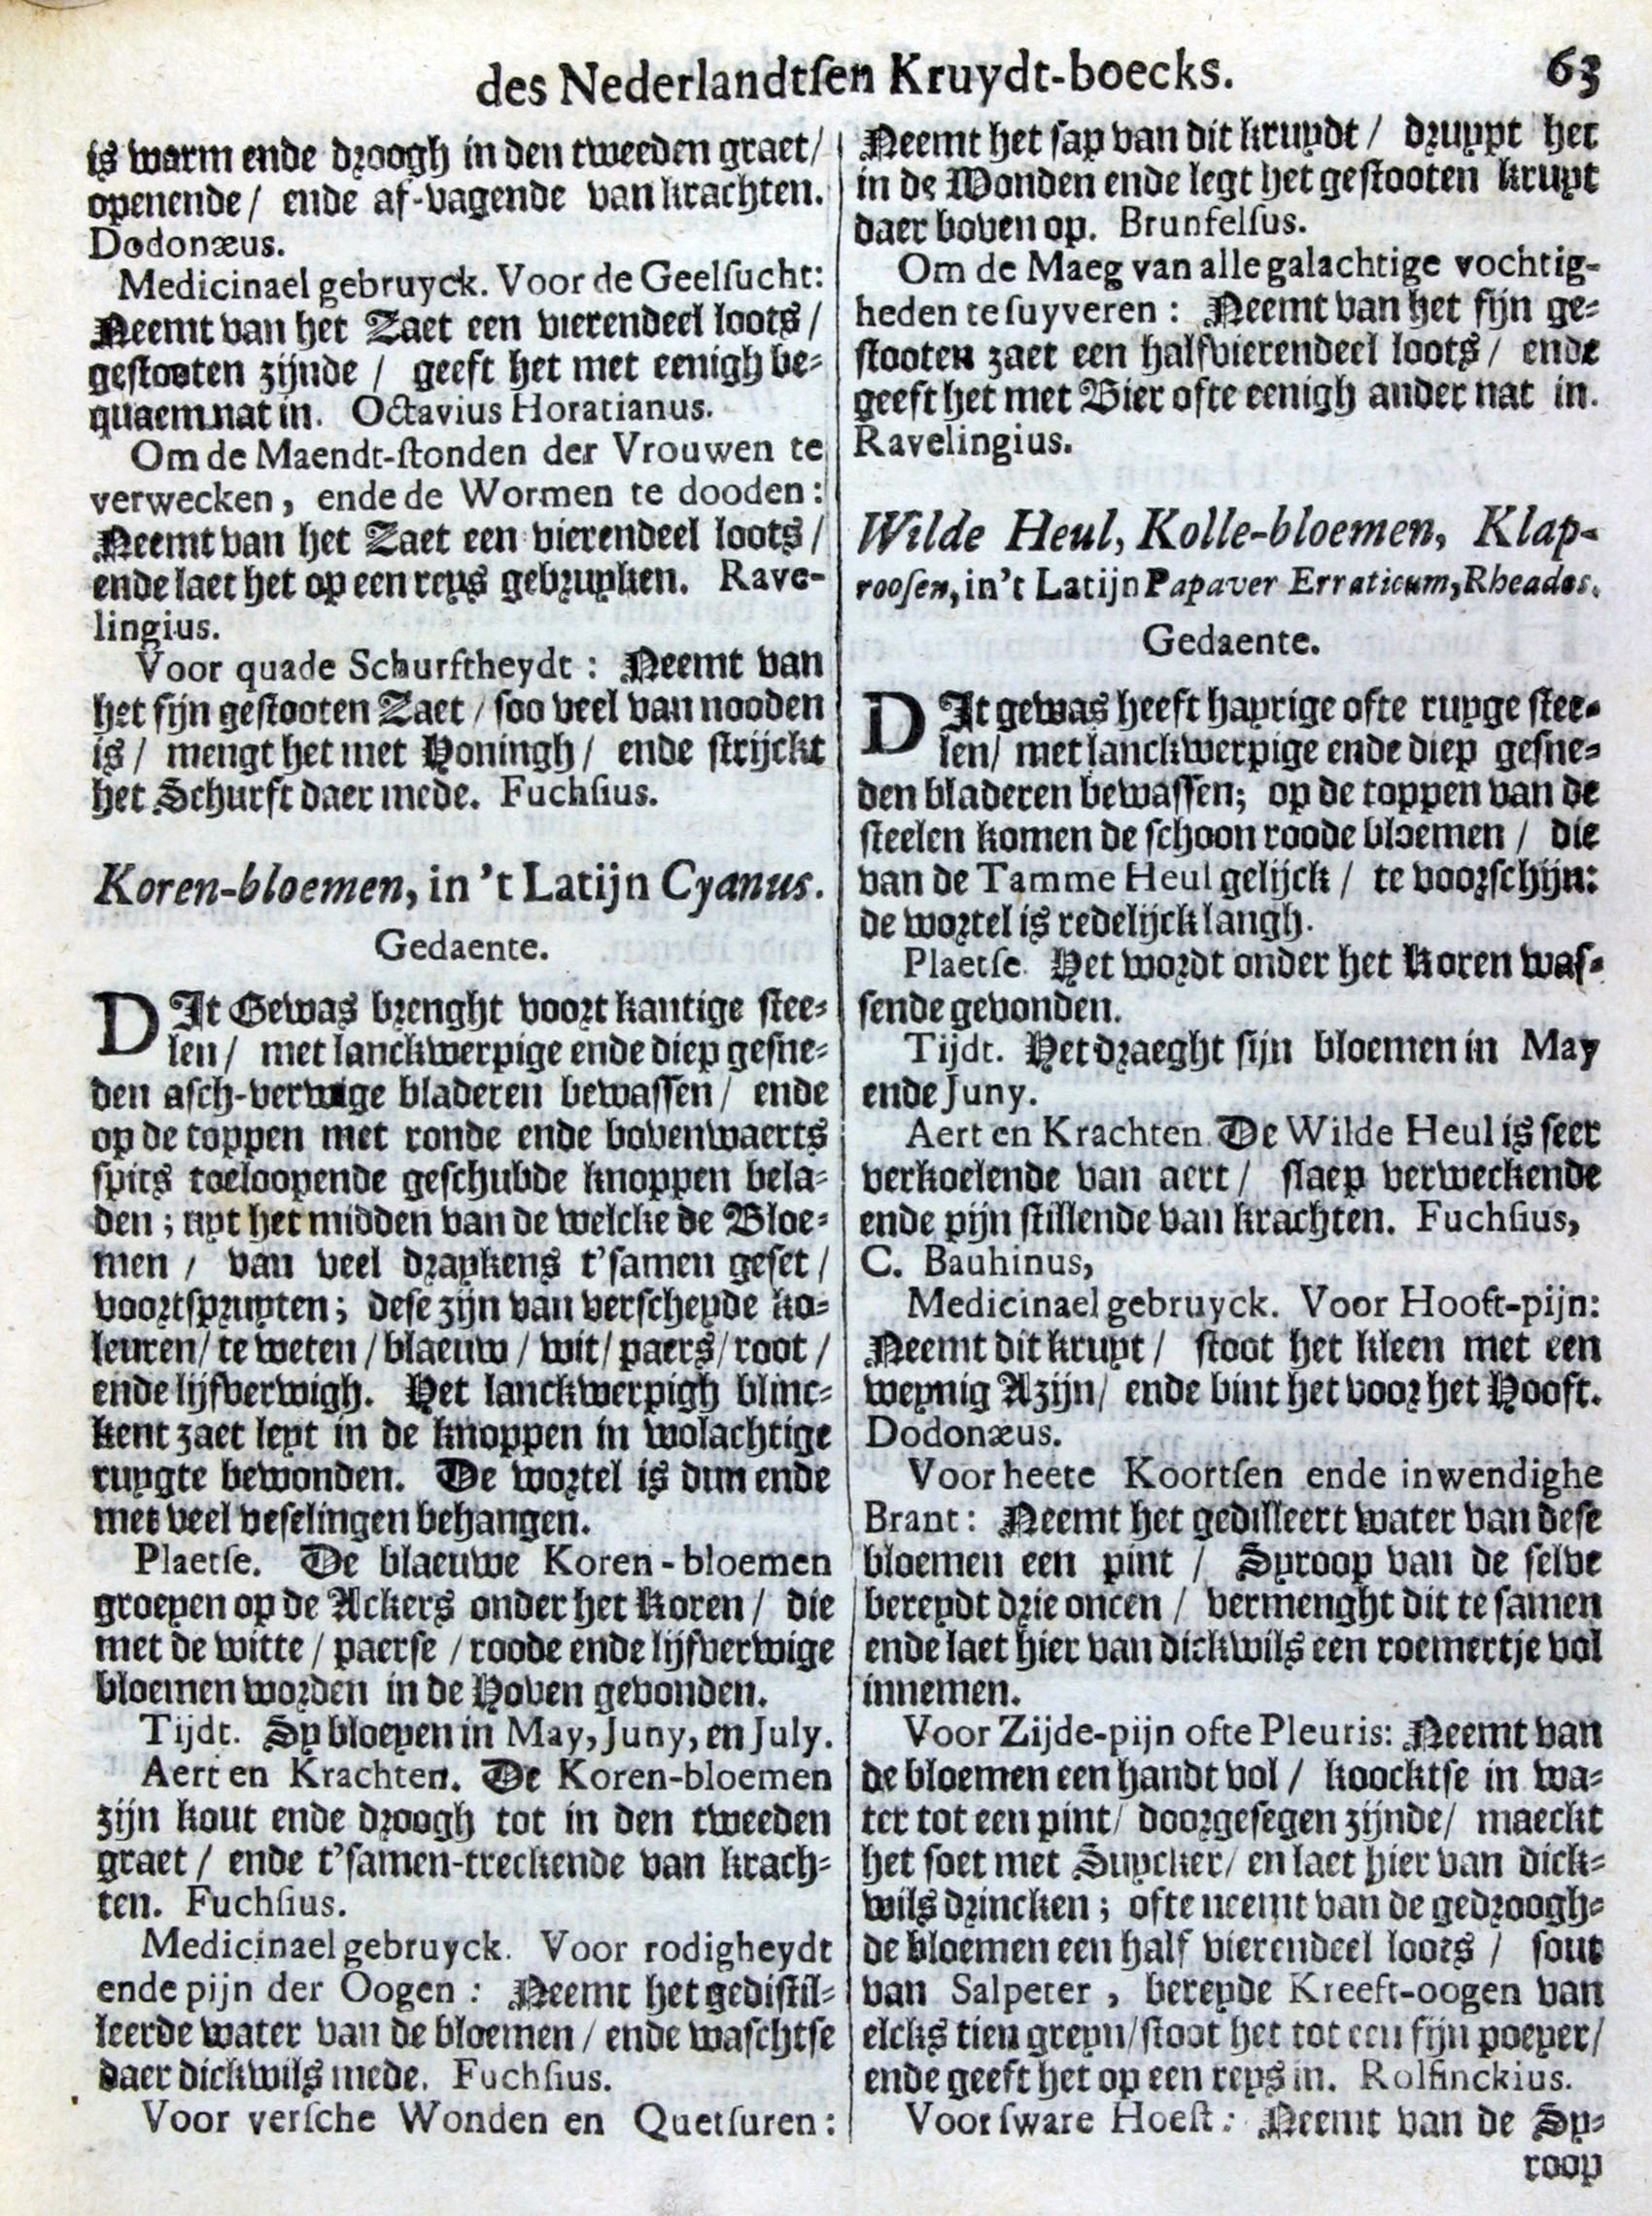 des Nederlandtſen Kruydt-boecks. 63
is warm ende droogh in den tweeden graet/
openende/ ende af-vagende van krachten.
Dodonæus.
Medicinael gebruyck. Voor de Geelſucht:
Neemt van het Zaet een vierendeel loots/
geſtooten zijnde / geeft het met eenigh be-
quaem nat in. Octavius Horatianus.
Om de Maendt-ſtonden der Vrouwen te
verwecken, ende de Wormen te dooden:
Neemt van het Zaet een vierendeel loots/
ende laet het op een reys gebruyken. Rave-
lingius.
Voor quade Schurftheydt: Neemt van
het fijn geſtooten Zaet / ſoo veel van nooden
is/ mengt het met Honingh/ ende ſtrijckt
het Schurft daer mede. Fuchſius.
Koren-bloemen, in 't Latijn Cyanus.
Gedaente.
DIt Gewas brenght voort kantige ſtee-
len/ met lanckwerpige ende diep geſne-
den aſch-verwige bladeren bewaſſen/ ende
op de toppen met ronde ende bovenwaerts
ſpits toeloopende geſchubde knoppen bela-
den; uyt het midden van de welcke de Bloe-
men / van veel draykens t'ſamen geſet/
voortſpruyten; deſe zijn van verſcheyde ko-
leuren/ te weten/ blaeuw/ wit/ paers/ root/
ende lijfverwigh. Het lanckwerpigh blinc-
kent zaet leyt in de knoppen in wolachtige
ruygte bewonden. De wortel is dun ende
met veel veſelingen behangen.
Plaetſe. De blaeuwe Koren-bloemen
groeyen op de Ackers onder het Koren/ die
met de witte/ paerſe/ roode ende lijfverwige
bloemen worden in de Hoven gevonden.
Tijdt. Sy bloeyen in May, Juny, en July.
Aert en Krachten. De Koren-bloemen
zijn kout ende droogh tot in den tweeden
graet/ ende t'ſamen-treckende van krach-
ten. Fuchſius.
Medicinael gebruyck. Voor rodigheydt
ende pijn der Oogen: Neemt het gediſtil-
leerde water van de bloemen/ ende waſchtſe
daer dickwils mede. Fuchſius.
Voor verſche Wonden en Quetſuren:
Neemt het ſap van dit kruydt/ druypt het
in de Wonden ende legt het geſtooten kruyt
daer boven op. Brunfelſus.
Om de Maeg van alle galachtige vochtig-
heden te ſuyveren: Neemt van het fijn ge-
ſtooten zaet een halfvierendeel loots/ ende
geeft het met Bier ofte eenigh ander nat in.
Ravelingius.
Wilde Heul, Kolle-bloemen, Klap-
rooſen, in't Latijn Papaver Erraticum, Rheados.
Gedaente.
DIt gewas heeft hayrige ofte ruyge ſtee-
len/ met lanckwerpige ende diep geſne-
den bladeren bewaſſen; op de toppen van de
ſteelen komen de ſchoon roode bloemen/ die
van de Tamme Heul gelijck/ te voorſchijn:
de wortel is redelijck langh.
Plaetſe. Het wordt onder het Koren waſ-
ſende gevonden.
Tijdt. Het draeght ſijn bloemen in May
ende Juny.
Aert en Krachten. De Wilde Heul is ſeer
verkoelende van aert/ ſlaep verweckende
ende pijn ſtillende van krachten. Fuchſius,
C. Bauhinus,
Medicinael gebruyck. Voor Hooft-pijn:
Neemt dit kruyt/ ſtoot het kleen met een
weynig Azijn/ ende bint het voor het Hooft.
Dodonæus.
Voor heete Koortſen ende inwendighe
Brant: Neemt het gediſleert water van deſe
bloemen een pint / Syroop van de ſelve
bereydt drie oncen/ vermenght dit te ſamen
ende laet hier van dickwils een roemertje vol
innemen.
Voor Zijde-pijn ofte Pleuris: Neemt van
de bloemen een handt vol/ koocktſe in wa-
ter tot een pint/ doorgeſegen zijnde/ maeckt
het ſoet met Suycker/ en laet hier van dick-
wils drincken; ofte neemt van de gedroogh-
de bloemen een half vierendeel loots/ ſout
van Salpeter, bereyde Kreeft-oogen van
elcks tien greyn/ ſtoot het tot een fijn poeyer/
ende geeft het op een reys in. Rolfinckius.
Voor ſware Hoeſt: Neemt van de Sy-
roop